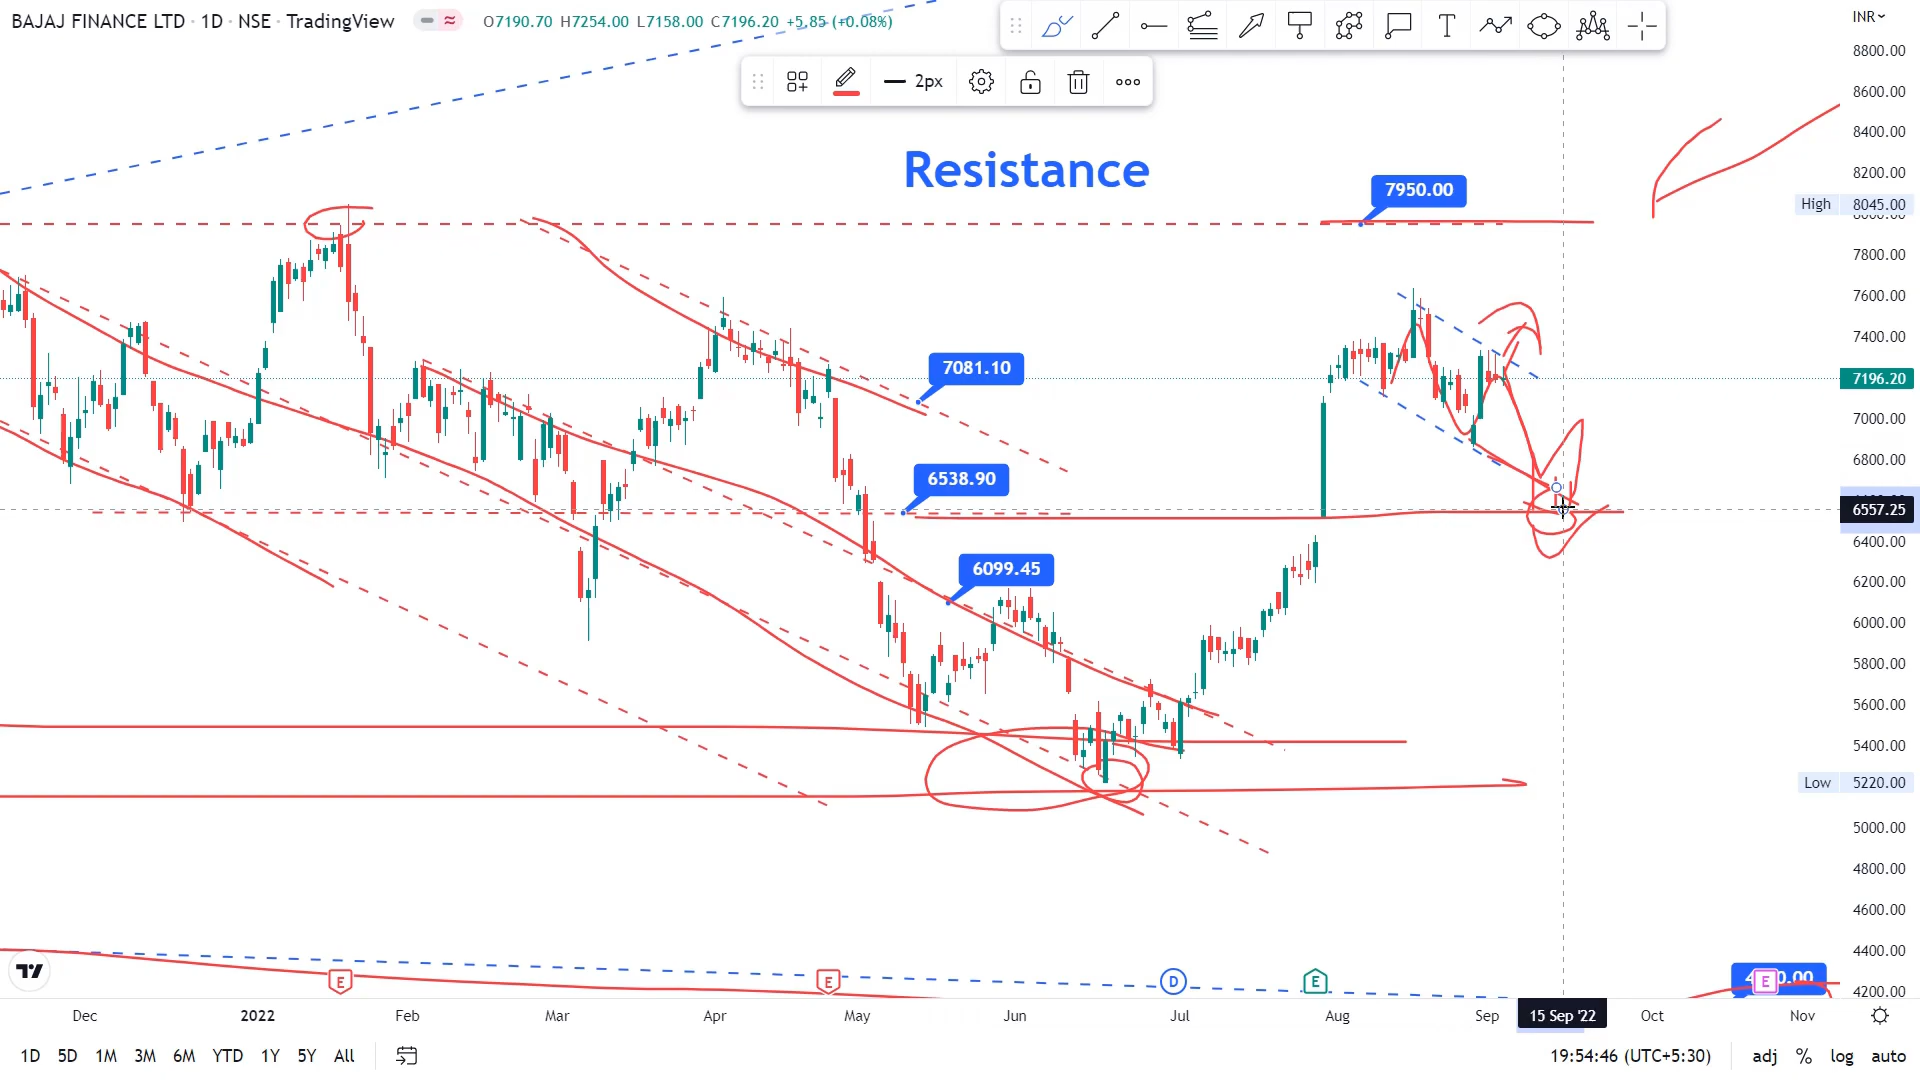 BAJAJ FINANCE LTD · 1D · NSE · TradingView
O7190.70 H7254.00 L7158.00 C7196.20 +5.85 (+0.08%)
INR
2px
T
8800.00
8600.00
8400.00
8200.00
High 8045.00
7800.00
7600.00
7400.00
7196.20
7000.00
6800.00
6557.25
6400.00
6200.00
6000.00
5800.00
5600.00
5400.00
Low 5220.00
5000.00
4800.00
4600.00
4400.00
4200.00
Resistance
7950.00
7081.10
6538.90
6099.45
E
E
D
E
E
Dec 2022 Feb Mar Apr May Jun Jul Aug Sep 15 Sep '22 Oct Nov
1D 5D 1M 3M 6M YTD 1Y 5Y All
19:54:46 (UTC+5:30) adj % log auto